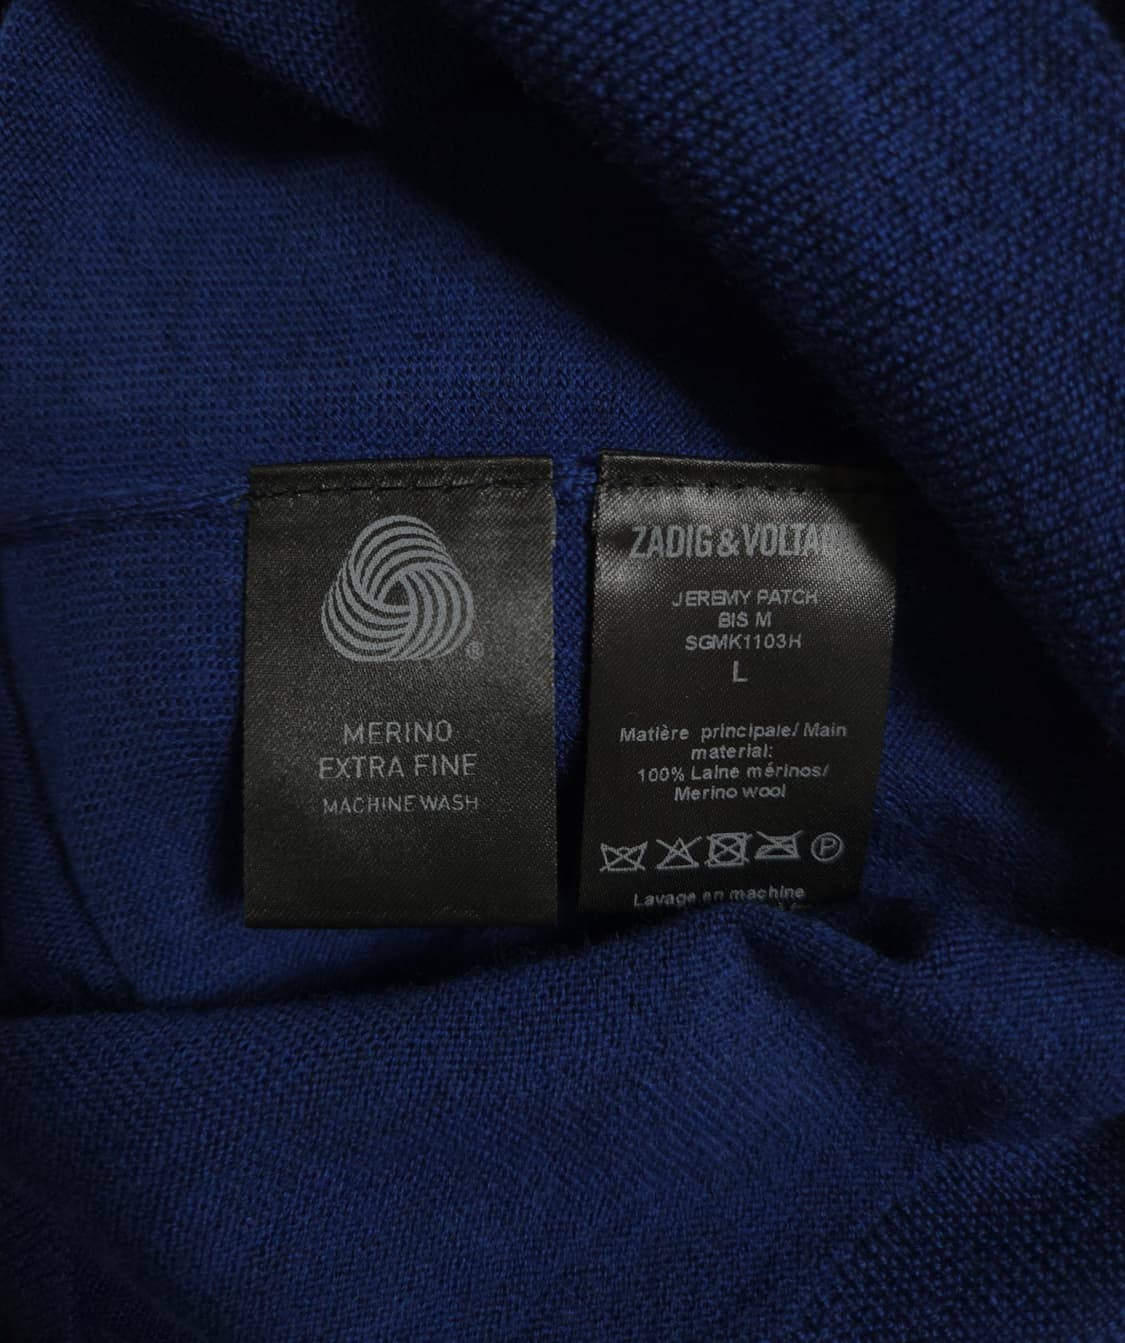 ®
MERINO
EXTRA FINE
MACHINE WASH
ZADIG & VOLTAIRE
JEREMY PATCH
BIS M
SGMK1103H
L
Matière principale/ Main
material:
100% Laine mérinos/
Merino wool
P
Lavage en machine